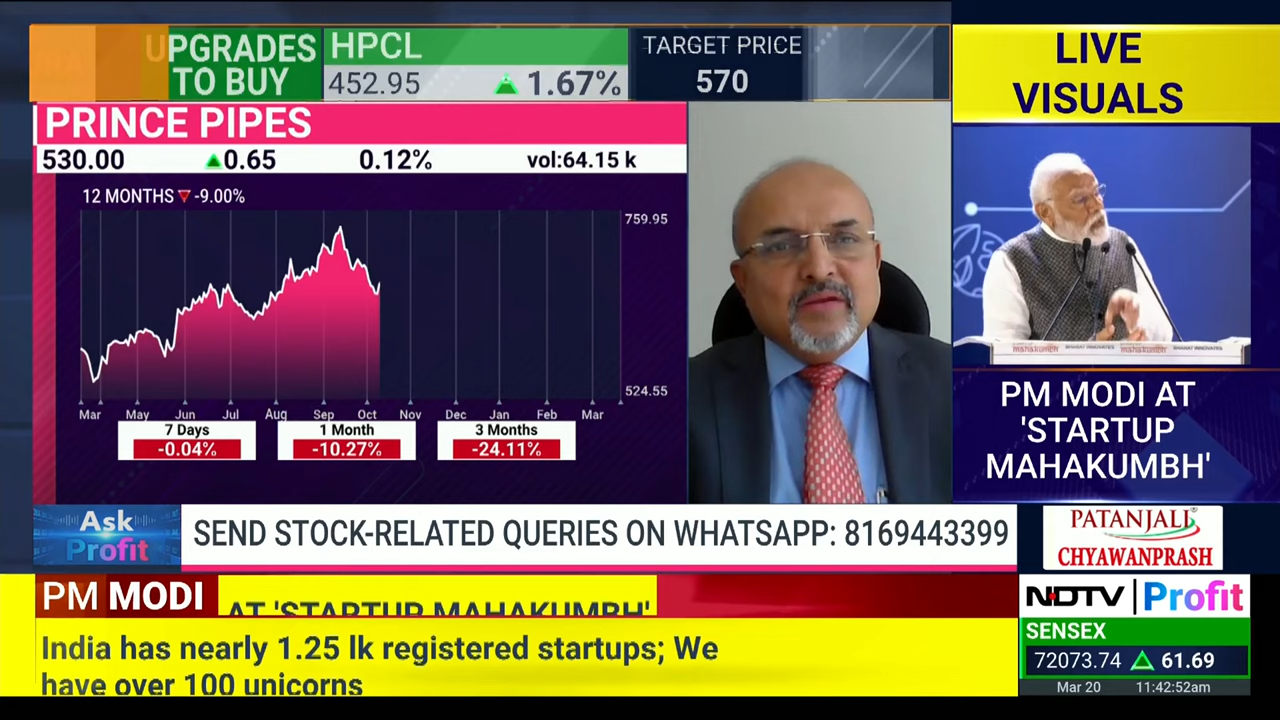 UPGRADES
TO BUY
HPCL
452.95 1.67%
TARGET PRICE
570
LIVE
VISUALS
PRINCE PIPES
530.00 0.65 0.12% vol:64.15 k
12 MONTHS -9.00%
759.95
524.55
Mar May Jun Jul Aug Sep Oct Nov Dec Jan Feb Mar
7 Days 1 Month 3 Months
-0.04% -10.27% -24.11%
PM MODI AT
'STARTUP
MAHAKUMBH'
Ask
Profit
SEND STOCK-RELATED QUERIES ON WHATSAPP: 8169443399
PATANJALI
CHYAWANPRASH
PM MODI
AT 'STARTUP MAHAKUMBH'
India has nearly 1.25 lk registered startups; We
have over 100 unicorns
NDTV Profit
SENSEX
72073.74 61.69
Mar 20 11:42:52am